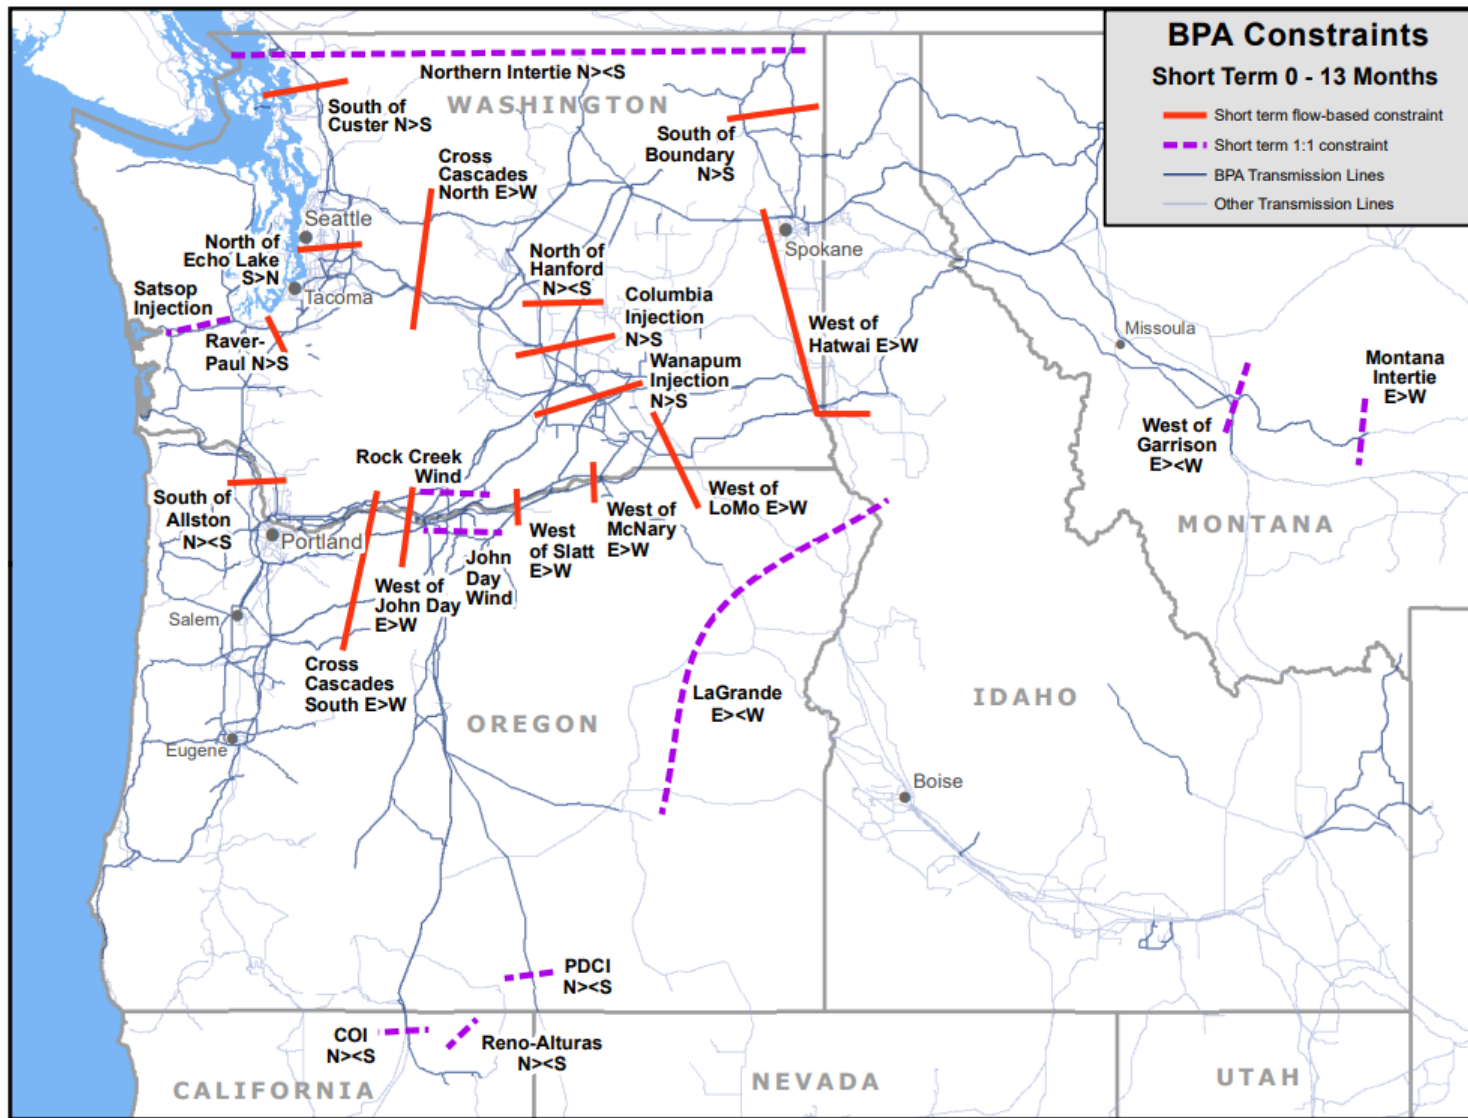 BPA Constraints
Short Term 0 - 13 Months
Short term flow-based constraint
Short term 1:1 constraint
BPA Transmission Lines
Other Transmission Lines
Northern Intertie N><S
WASHINGTON
South of
Custer N>S
South of
Boundary
N>S
Cross
Cascades
North E>W
Seattle
Spokane
North of
Echo Lake
S>N
North of
Hanford
N><S
Tacoma
Satsop
Injection
Columbia
Injection
N>S
West of
Hatwai E>W
Missoula
Raver-
Paul N>S
Wanapum
Injection
N>S
Montana
Intertie
E>W
West of
Garrison
E><W
Rock Creek
Wind
South of
Allston
N><S
West of
LoMo E>W
West of
McNary
E>W
MONTANA
Portland
West
of Slatt
E>W
John
Day
Wind
West of
John Day
E>W
Salem
Cross
Cascades
South E>W
LaGrande
E><W
IDAHO
OREGON
Eugene
Boise
PDCI
N><S
COI
N><S
Reno-Alturas
N><S
CALIFORNIA
NEVADA
UTAH